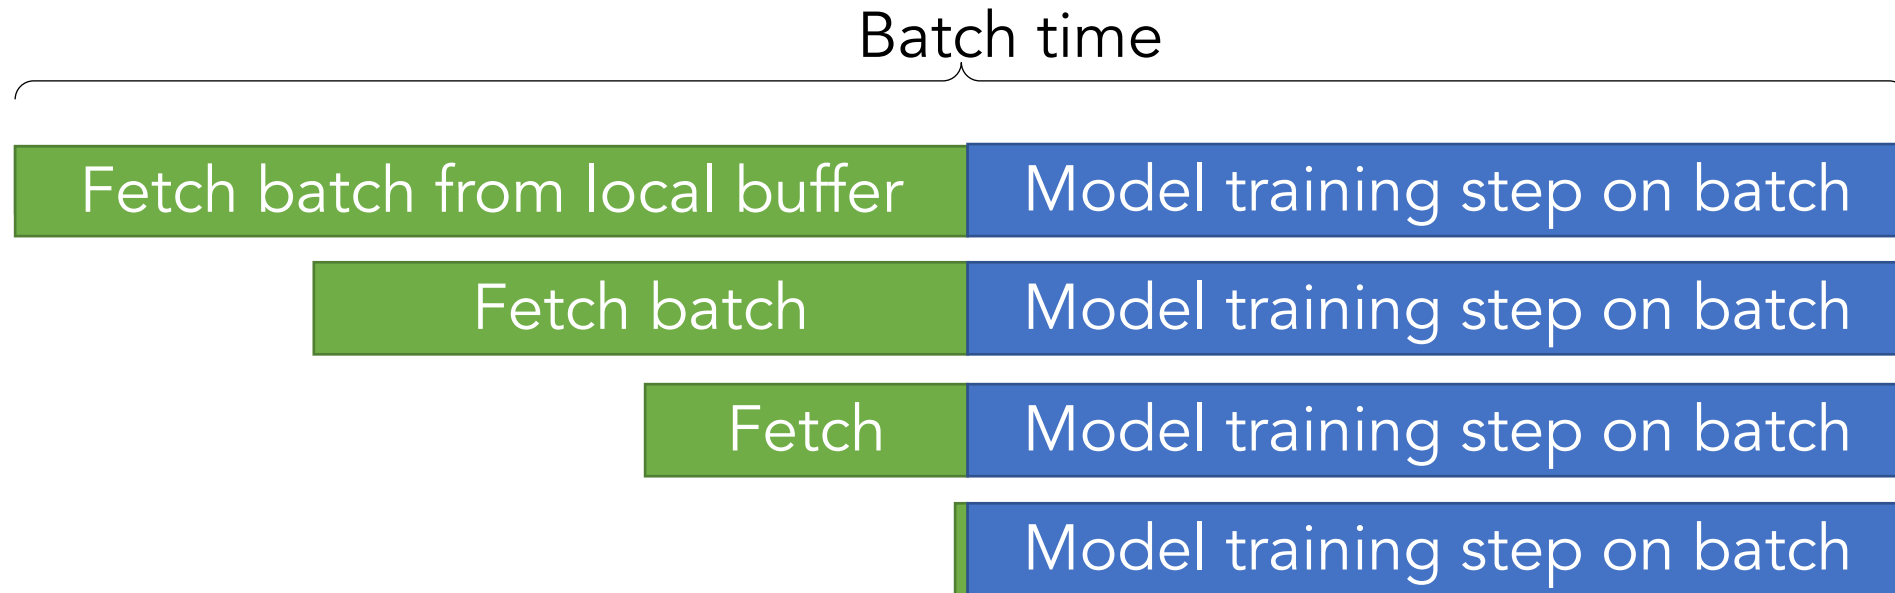 Batch time
Fetch batch from local buffer Model training step on batch
Fetch batch Model training step on batch
Fetch Model training step on batch
Model training step on batch